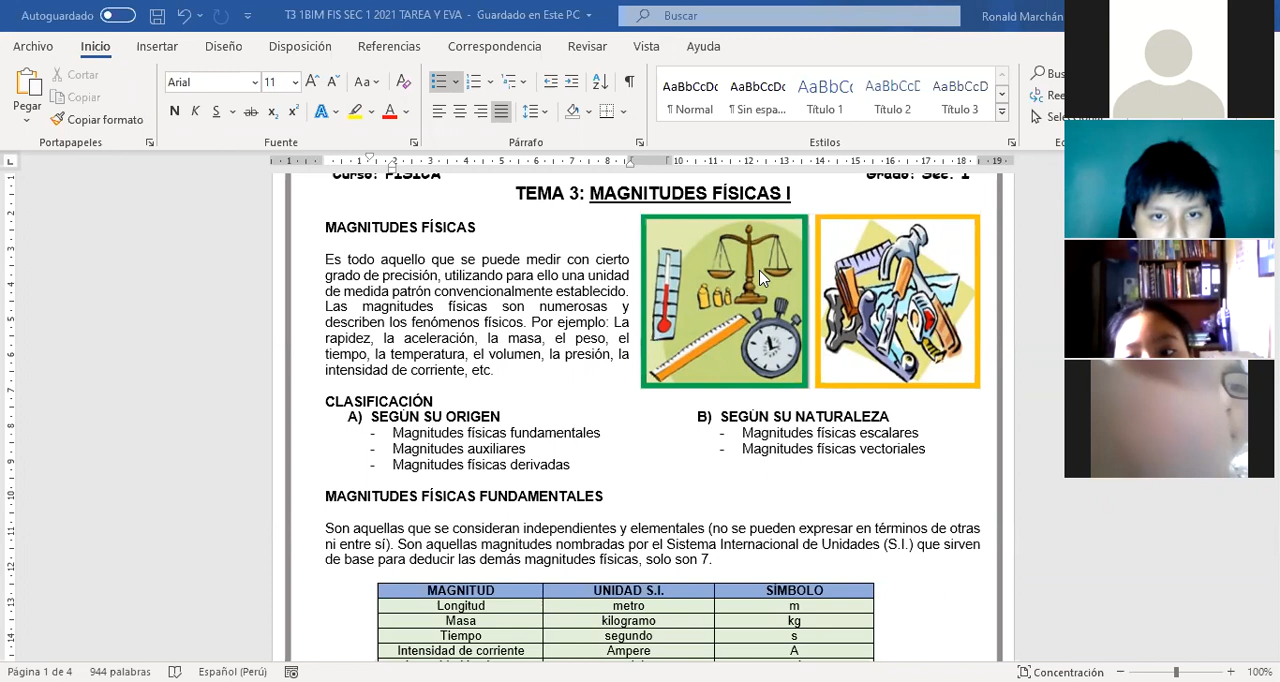 Autoguardado
T3 1BIM FIS SEC 1 2021 TAREA Y EVA - Guardado en Este PC
Buscar
Ronald Marchán
Archivo Inicio Insertar Diseño Disposición Referencias Correspondencia Revisar Vista Ayuda
Pegar
Cortar
Copiar
Copiar formato
Portapapeles
Arial 11
N K S
Fuente
Párrafo
AaBbCcDc AaBbCcDc AaBbCc AaBbCcD AaBbCcDc
¶ Normal ¶ Sin espa... Título 1 Título 2 Título 3
Estilos
Curso: FÍSICA Grado: Sec. 1
TEMA 3: MAGNITUDES FÍSICAS I
MAGNITUDES FÍSICAS
Es todo aquello que se puede medir con cierto
grado de precisión, utilizando para ello una unidad
de medida patrón convencionalmente establecido.
Las magnitudes físicas son numerosas y
describen los fenómenos físicos. Por ejemplo: La
rapidez, la aceleración, la masa, el peso, el
tiempo, la temperatura, el volumen, la presión, la
intensidad de corriente, etc.
CLASIFICACIÓN
A) SEGÚN SU ORIGEN
- Magnitudes físicas fundamentales
- Magnitudes auxiliares
- Magnitudes físicas derivadas
B) SEGÚN SU NATURALEZA
- Magnitudes físicas escalares
- Magnitudes físicas vectoriales
MAGNITUDES FÍSICAS FUNDAMENTALES
Son aquellas que se consideran independientes y elementales (no se pueden expresar en términos de otras
ni entre sí). Son aquellas magnitudes nombradas por el Sistema Internacional de Unidades (S.I.) que sirven
de base para deducir las demás magnitudes físicas, solo son 7.
MAGNITUD UNIDAD S.I. SÍMBOLO
Longitud metro m
Masa kilogramo kg
Tiempo segundo s
Intensidad de corriente Ampere A
Página 1 de 4 944 palabras Español (Perú) Concentración 100%